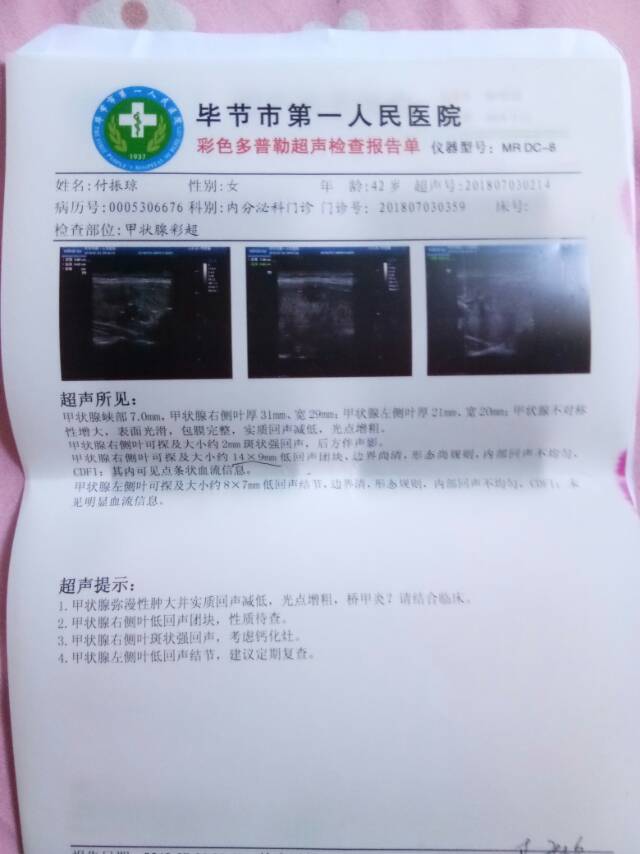 毕节市第一人民医院
1937
彩色多普勒超声检查报告单 仪器型号: MR DC-8
姓名:付振琼 性别:女 年 龄:42岁 超声号:201807030214
病历号:0005306676 科别:内分泌科门诊 门诊号: 201807030359 床号:
检查部位:甲状腺彩超
超声所见:
甲状腺峡部7.0mm, 甲状腺右侧叶厚31mm、宽29mm; 甲状腺左侧叶厚21mm、宽20mm; 甲状腺不对称
性增大, 表面光滑, 包膜完整, 实质回声减低, 光点增粗。
甲状腺右侧叶可探及大小约2mm斑状强回声, 后方伴声影。
甲状腺右侧叶可探及大小约 14×9mm 低回声团块, 边界尚清, 形态尚规则, 内部回声不均匀,
CDFI: 其内可见点条状血流信息。
甲状腺左侧叶可探及大小约8×7mm低回声结节, 边界清, 形态规则, 内部回声不均匀, CDFI: 未
见明显血流信息。
超声提示:
1.甲状腺弥漫性肿大并实质回声减低, 光点增粗, 桥甲炎? 请结合临床。
2.甲状腺右侧叶低回声团块, 性质待查。
3.甲状腺右侧叶斑状强回声, 考虑钙化灶。
4.甲状腺左侧叶低回声结节, 建议定期复查。